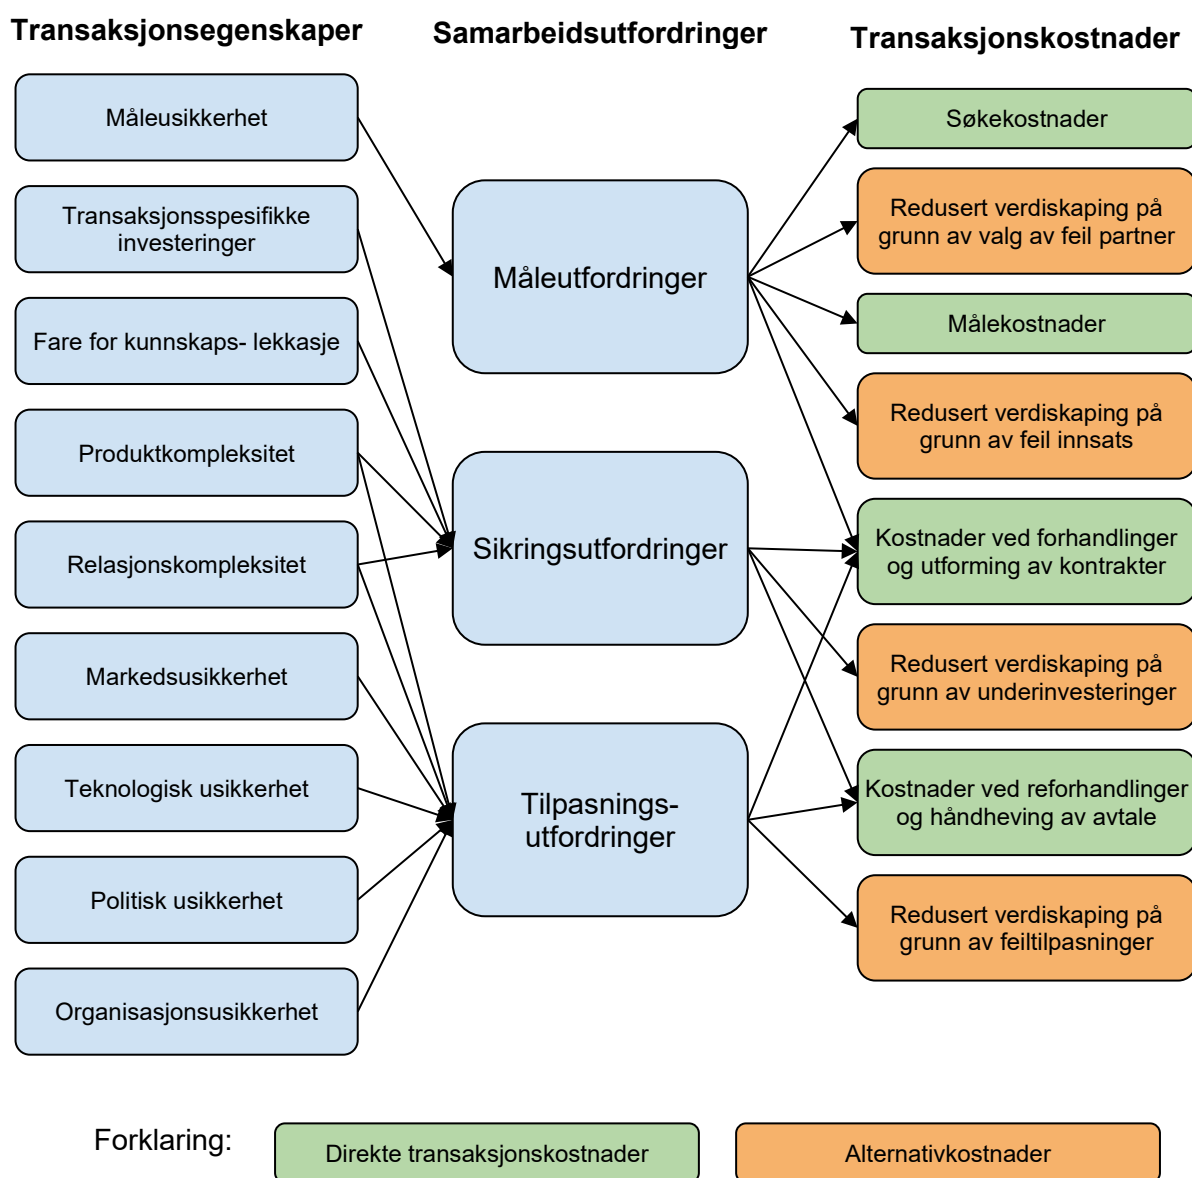 Transaksjonsegenskaper
Samarbeidsutfordringer
Transaksjonskostnader
Måleusikkerhet
Transaksjonsspesifikke
investeringer
Fare for kunnskaps- lekkasje
Produktkompleksitet
Relasjonskompleksitet
Markedsusikkerhet
Teknologisk usikkerhet
Politisk usikkerhet
Organisasjonsusikkerhet
Måleutfordringer
Sikringsutfordringer
Tilpasnings-
utfordringer
Søkekostnader
Redusert verdiskaping på
grunn av valg av feil partner
Målekostnader
Redusert verdiskaping på
grunn av feil innsats
Kostnader ved forhandlinger
og utforming av kontrakter
Redusert verdiskaping på
grunn av underinvesteringer
Kostnader ved reforhandlinger
og håndheving av avtale
Redusert verdiskaping på
grunn av feiltilpasninger
Forklaring:
Direkte transaksjonskostnader
Alternativkostnader